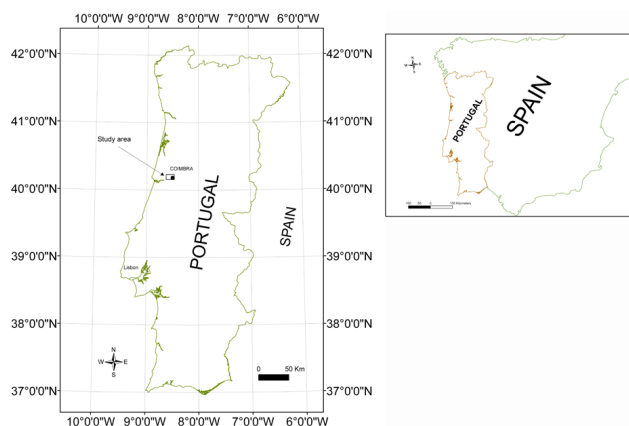 10°0'0"W 9°0'0"W 8°0'0"W 7°0'0"W 6°0'0"W
42°0'0"N
42°0'0"N
41°0'0"N
41°0'0"N
Study area
COIMBRA
40°0'0"N
40°0'0"N
PORTUGAL
SPAIN
39°0'0"N
39°0'0"N
Lisbon
38°0'0"N
38°0'0"N
N
W E
S
0 50 Km
37°0'0"N
37°0'0"N
10°0'0"W 9°0'0"W 8°0'0"W 7°0'0"W 6°0'0"W
PORTUGAL
SPAIN